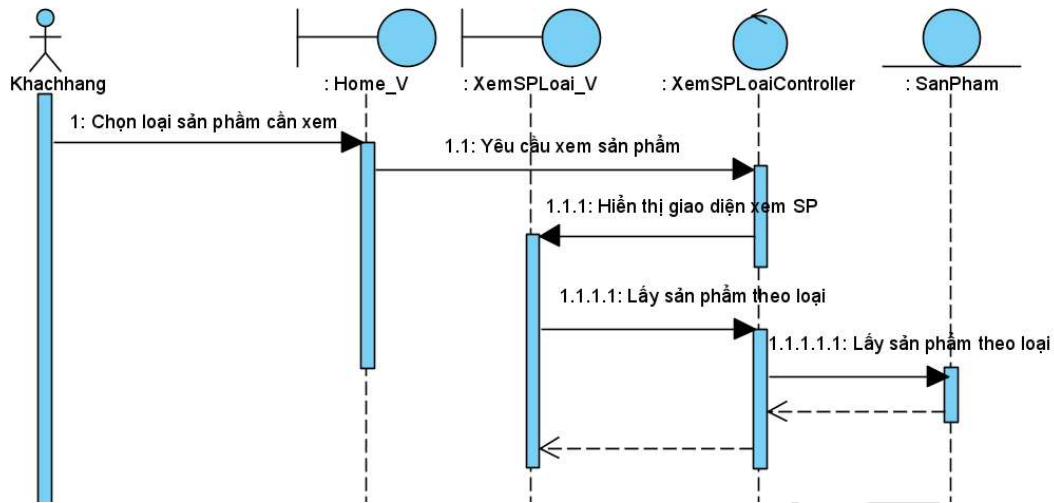 Khachhang
: Home_V
: XemSPLoai_V
: XemSPLoaiController
: SanPham
1: Chọn loại sản phầm cần xem
1.1: Yêu cầu xem sản phẩm
1.1.1: Hiển thị giao diện xem SP
1.1.1.1: Lấy sản phẩm theo loại
1.1.1.1.1: Lấy sản phẩm theo loại